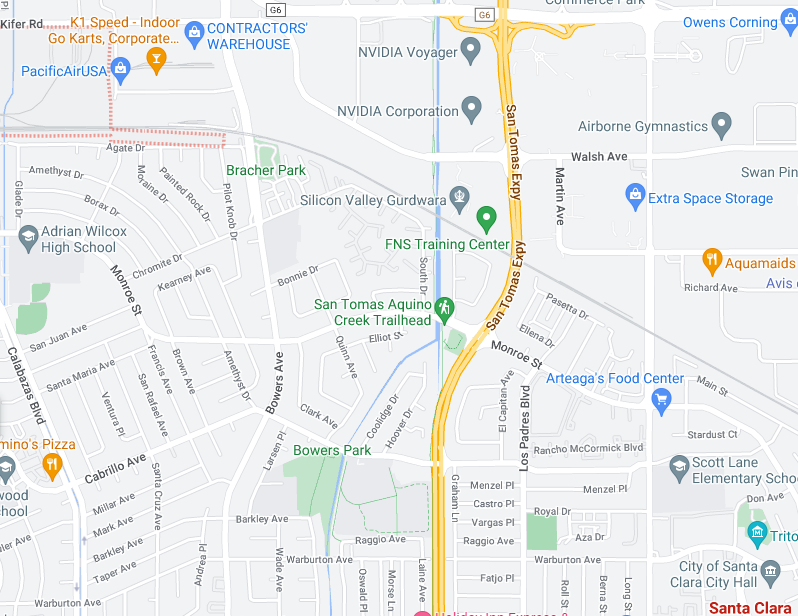 Kifer Rd
Pl
K1 Speed - Indoor
Go Karts, Corporate...
CONTRACTORS'
WAREHOUSE
G6
G6
Commerce Park
Owens Corning
PacificAirUSA
NVIDIA Voyager
NVIDIA Corporation
Airborne Gymnastics
Agate Dr
Walsh Ave
San Tomas Expy
Amethyst Dr
Moraine Dr
Painted Rock Dr
Pilot Knob Dr
Bracher Park
Swan Pin
Martin Ave
Borax Dr
Glade Dr
Silicon Valley Gurdwara
Extra Space Storage
Adrian Wilcox
High School
FNS Training Center
Chromite Dr
Kearney Ave
Bonnie Dr
South Dr
San Tomas Expy
Aquamaids
Avis
Richard Ave
Monroe St
San Tomas Aquino
Creek Trailhead
Pasetta Dr
Ellena Dr
San Juan Ave
Elliot St
Quinn Ave
Monroe St
Calabazas Blvd
Santa Maria Ave
Francis Ave
Brown Ave
Amethyst Dr
Bowers Ave
Arteaga's Food Center
Main St
El Capitan Ave
Los Padres Blvd
Ventura Pl
San Rafael Ave
Clark Ave
Coolidge Dr
Hoover Dr
Stardust Ct
mino's Pizza
Larsen Pl
Bowers Park
Rancho McCormick Blvd
Cabrillo Ave
Santa Cruz Ave
Scott Lane
Elementary School
wood
chool
Menzel Pl
Menzel Pl
Graham Ln
Castro Pl
Don Ave
Millar Ave
Mark Ave
Barkley Ave
Vargas Pl
Royal Dr
Trito
Raggio Ave
Raggio Ave
Aza Dr
Barkley Ave
Taper Ave
Andrea Pl
Wade Ave
Warburton Ave
Warburton Ave
City of Santa
Clara City Hall
Oswald Pl
Morse Ln
Laine Ave
Fatjo Pl
Roll St
Berna St
Long St
Holiday Inn Express &
Santa Clara